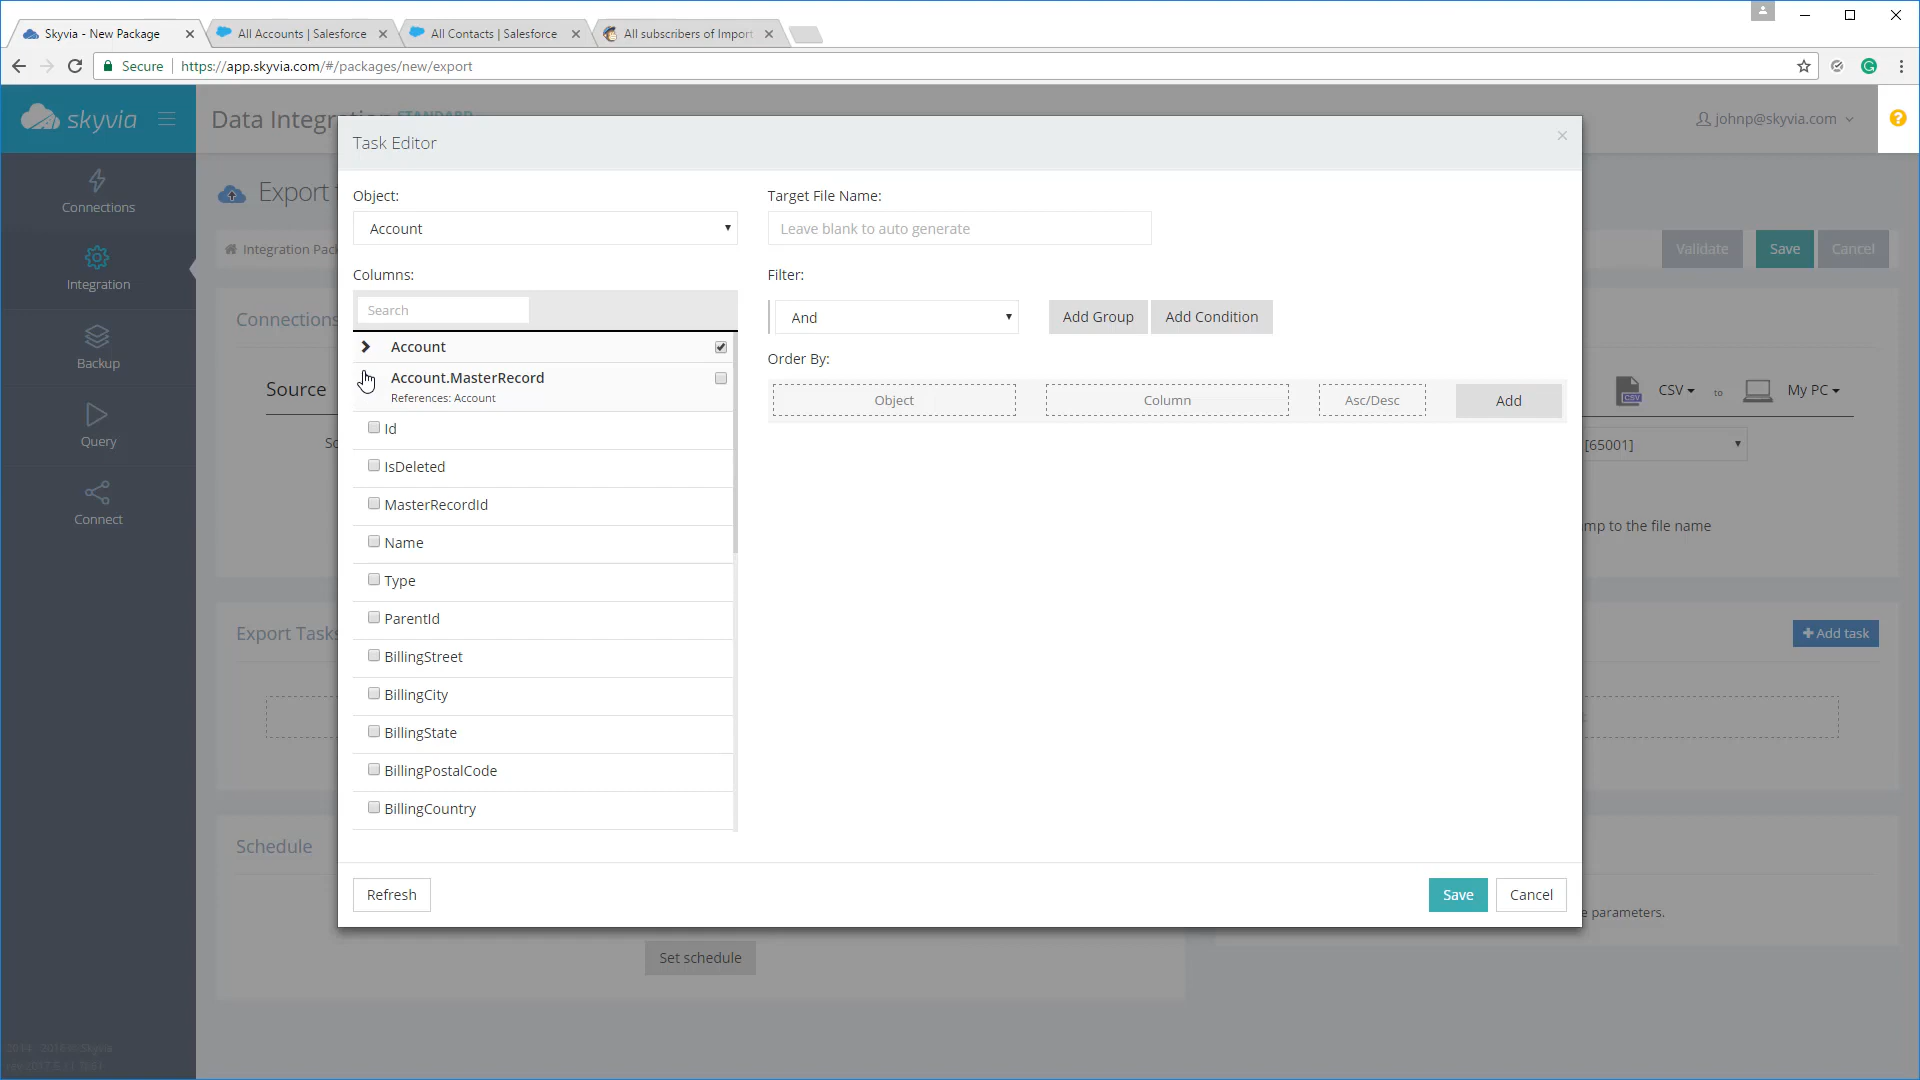 Skyvia - New Package
All Accounts | Salesforce
All Contacts | Salesforce
All subscribers of Import
Secure
https://app.skyvia.com/#/packages/new/export
skyvia
Data Integr
STANDARD
johnp@skyvia.com
Task Editor
Connections
Integration
Backup
Query
Connect
Export
Integration Pac
Validate
Save
Cancel
Object:
Account
Target File Name:
Leave blank to auto generate
Columns:
Search
Filter:
And
Add Group
Add Condition
Order By:
Object
Column
Asc/Desc
Add
Account
Account.MasterRecord
References: Account
Id
IsDeleted
MasterRecordId
Name
Type
ParentId
BillingStreet
BillingCity
BillingState
BillingPostalCode
BillingCountry
Refresh
Save
Cancel
Connections
Source
So
CSV
CSV
to
My PC
[65001]
mp to the file name
Export Tasks
Add task
Schedule
Set schedule
e parameters.